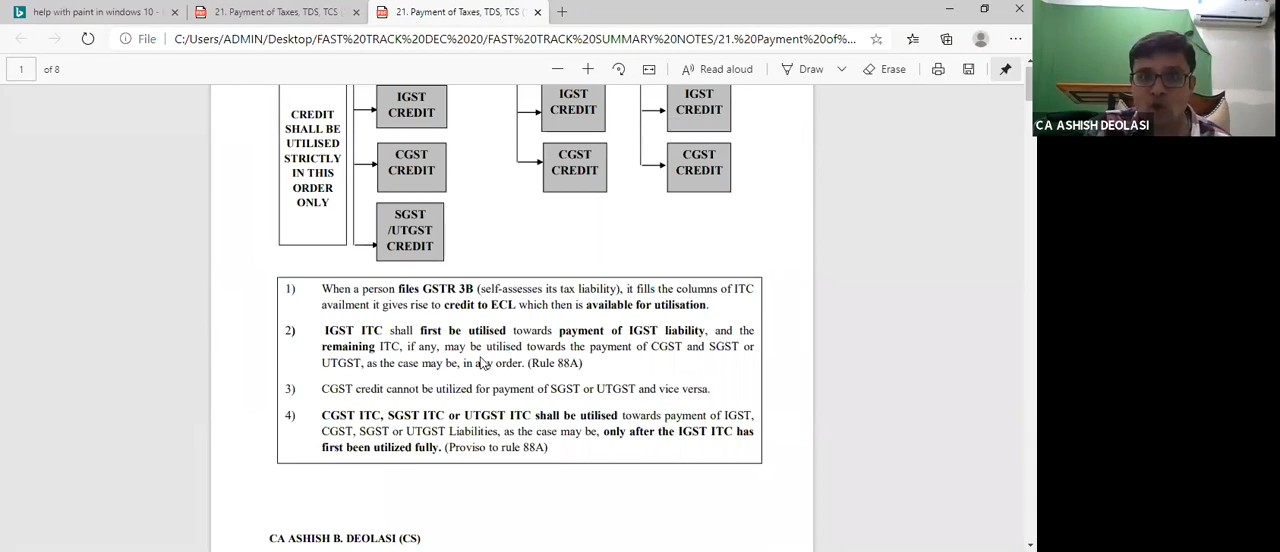 help with paint in windows 10 -
21. Payment of Taxes, TDS, TCS (
21. Payment of Taxes, TDS, TCS (
File
C:/Users/ADMIN/Desktop/FAST%20TRACK%20DEC%2020/FAST%20TRACK%20SUMMARY%20NOTES/21.%20Payment%20of%...
1 of 8
Read aloud
Draw
Erase
CREDIT
SHALL BE
UTILISED
STRICTLY
IN THIS
ORDER
ONLY
IGST
CREDIT
CGST
CREDIT
SGST
/UTGST
CREDIT
IGST
CREDIT
CGST
CREDIT
IGST
CREDIT
CGST
CREDIT
CA ASHISH DEOLASI
1) When a person files GSTR 3B (self-assesses its tax liability), it fills the columns of ITC
availment it gives rise to credit to ECL which then is available for utilisation.
2) IGST ITC shall first be utilised towards payment of IGST liability, and the
remaining ITC, if any, may be utilised towards the payment of CGST and SGST or
UTGST, as the case may be, in any order. (Rule 88A)
3) CGST credit cannot be utilized for payment of SGST or UTGST and vice versa.
4) CGST ITC, SGST ITC or UTGST ITC shall be utilised towards payment of IGST,
CGST, SGST or UTGST Liabilities, as the case may be, only after the IGST ITC has
first been utilized fully. (Proviso to rule 88A)
CA ASHISH B. DEOLASI (CS)